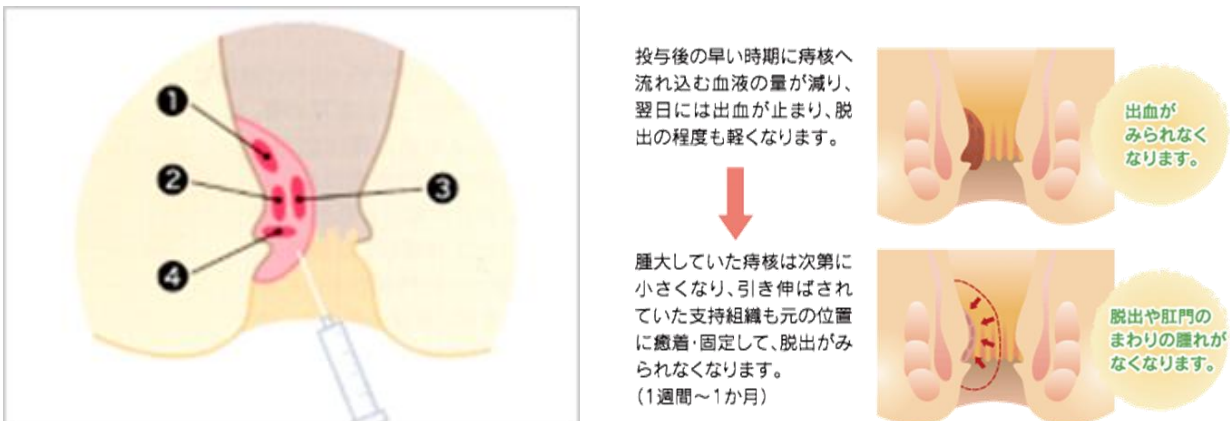 1
2
3
4
投与後の早い時期に痔核へ
流れ込む血液の量が減り、
翌日には出血が止まり、脱
出の程度も軽くなります。
出血が
みられなく
なります。
腫大していた痔核は次第に
小さくなり、引き伸ばされ
ていた支持組織も元の位置
に癒着・固定して、脱出がみ
られなくなります。
（1週間～1か月）
脱出や肛門の
まわりの腫れが
なくなります。